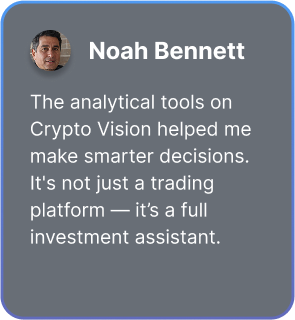 Noah Bennett
The analytical tools on
Crypto Vision helped me
make smarter decisions.
It's not just a trading
platform — it’s a full
investment assistant.